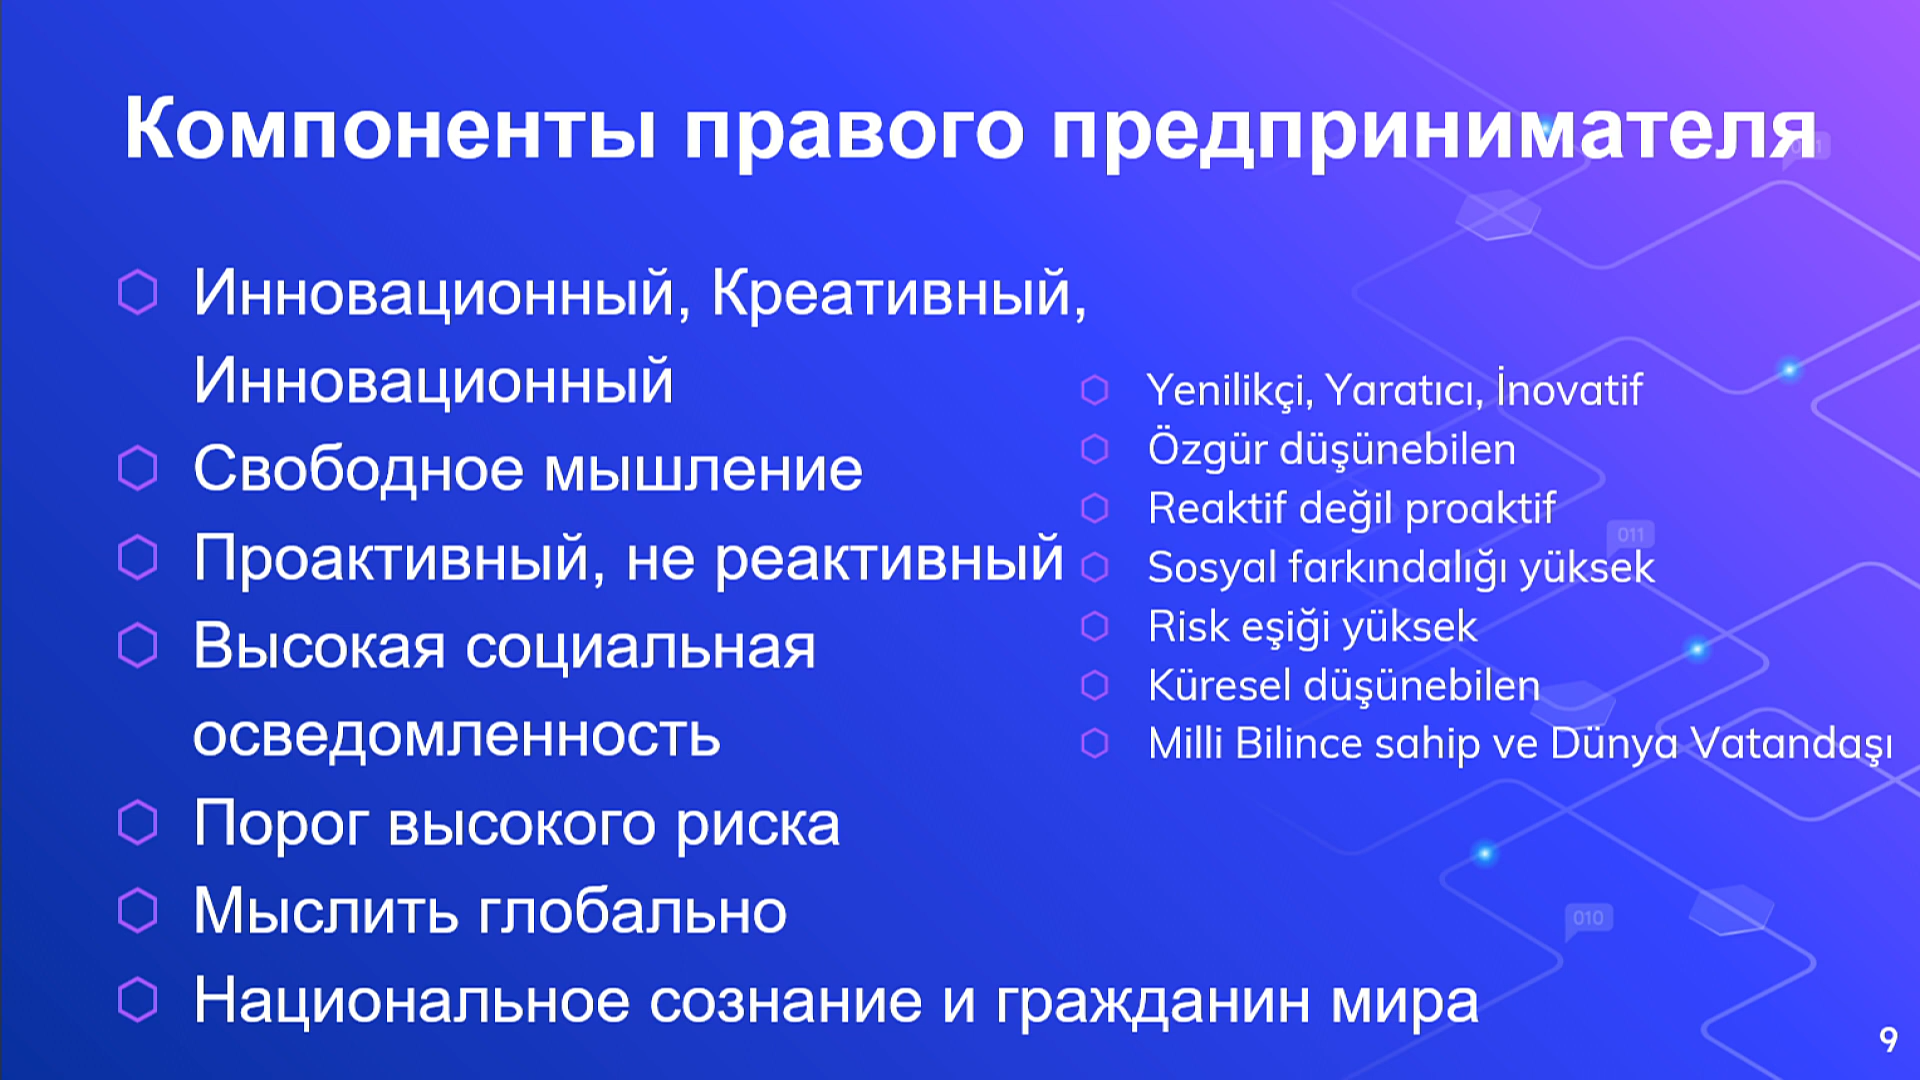 Компоненты правого предпринимателя
Инновационный, Креативный,
Инновационный
Свободное мышление
Проактивный, не реактивный
Высокая социальная
осведомленность
Порог высокого риска
Мыслить глобально
Национальное сознание и гражданин мира
Yenilikçi, Yaratıcı, İnovatif
Özgür düşünebilen
Reaktif değil proaktif
Sosyal farkındalığı yüksek
Risk eşiği yüksek
Küresel düşünebilen
Milli Bilince sahip ve Dünya Vatandaşı
011
010
9